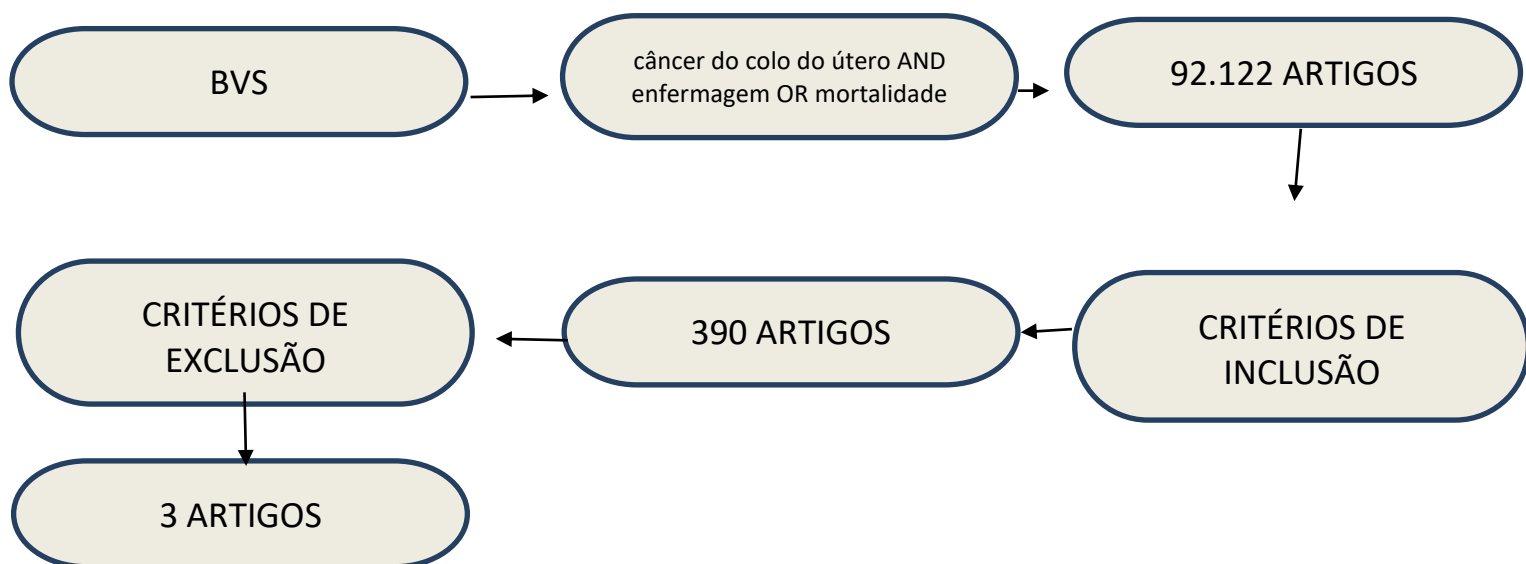 BVS
câncer do colo do útero AND
enfermagem OR mortalidade
92.122 ARTIGOS
CRITÉRIOS DE
INCLUSÃO
390 ARTIGOS
CRITÉRIOS DE
EXCLUSÃO
3 ARTIGOS